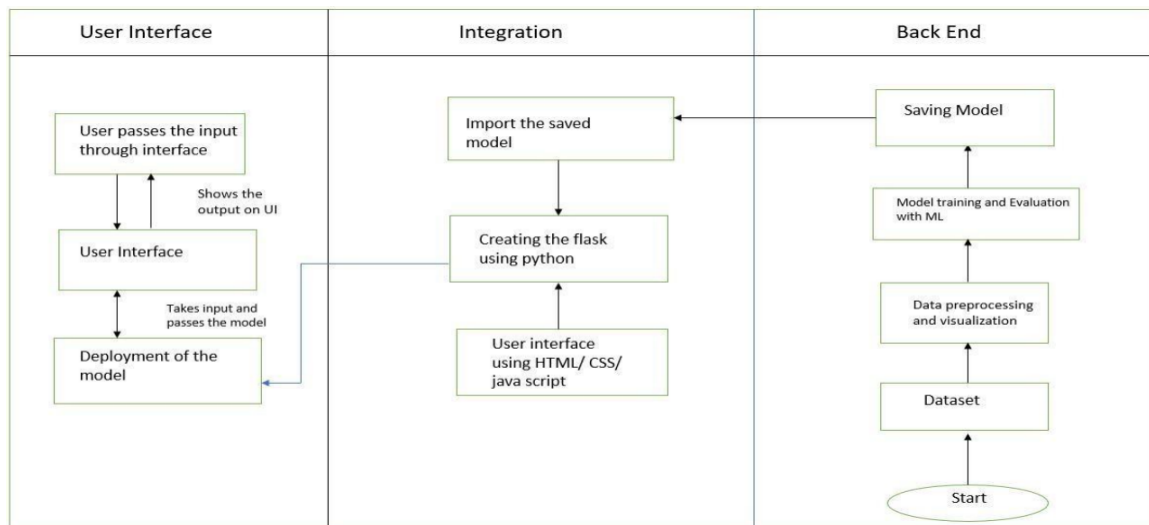 User Interface
Integration
Back End
User passes the input
through interface
Shows the
output on UI
User Interface
Takes input and
passes the model
Deployment of the
model
Import the saved
model
Creating the flask
using python
User interface
using HTML/ CSS/
java script
Saving Model
Model training and Evaluation
with ML
Data preprocessing
and visualization
Dataset
Start